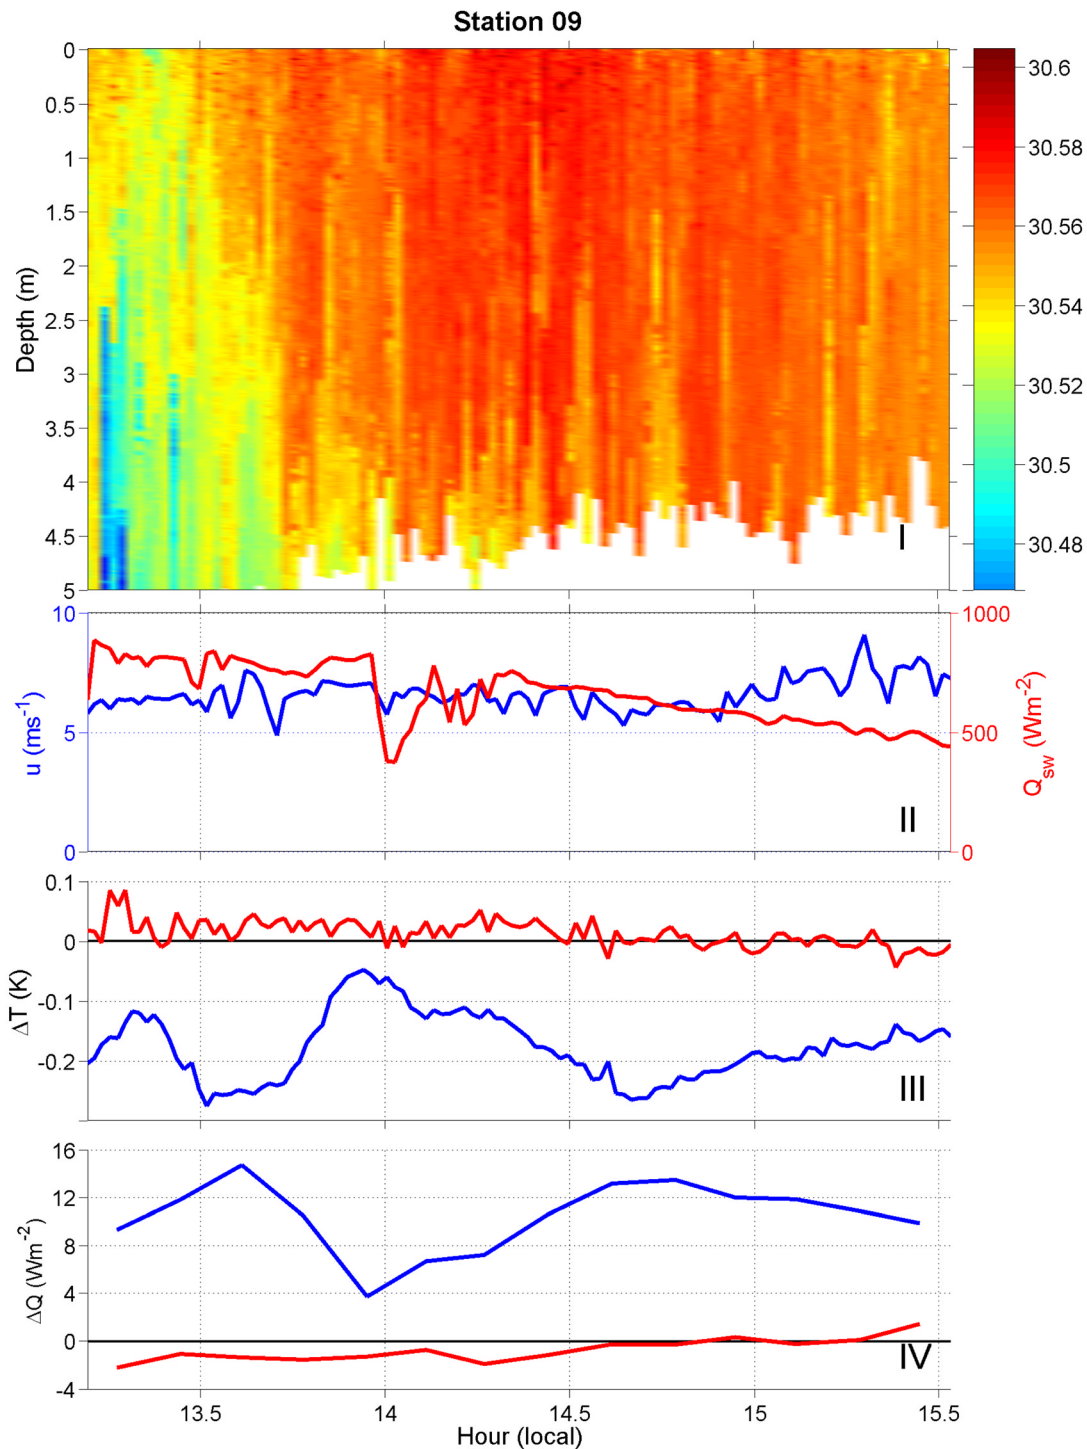 Station 09
0
0.5
1
1.5
2
2.5
3
3.5
4
4.5
5
Depth (m)
30.6
30.58
30.56
30.54
30.52
30.5
30.48
I
10
5
0
u (ms⁻¹)
1000
500
0
Q_sw (Wm⁻²)
II
0.1
0
-0.1
-0.2
ΔT (K)
III
16
12
8
4
0
-4
ΔQ (Wm⁻²)
IV
13.5 14 14.5 15 15.5
Hour (local)